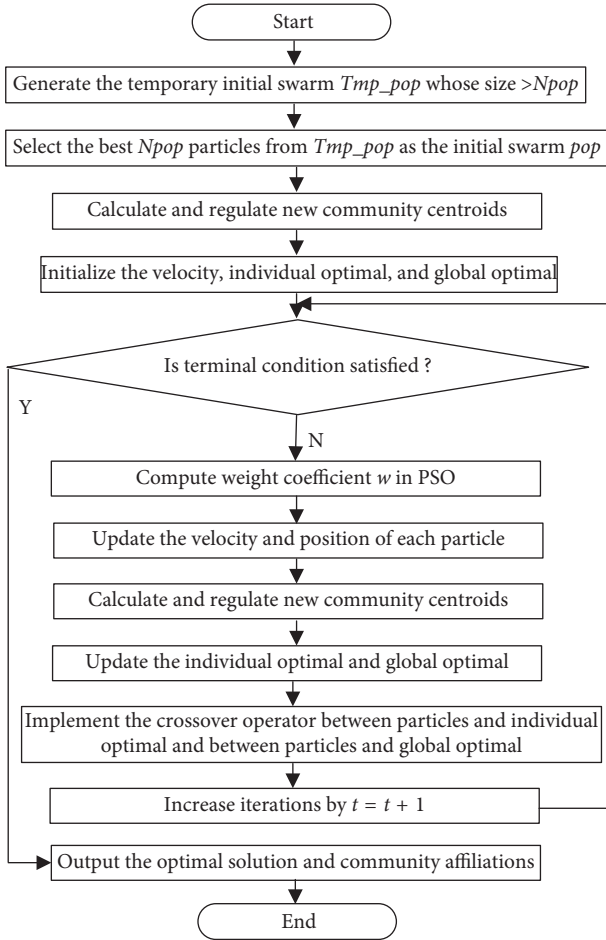 Start
Generate the temporary initial swarm Tmp_pop whose size >Npop
Select the best Npop particles from Tmp_pop as the initial swarm pop
Calculate and regulate new community centroids
Initialize the velocity, individual optimal, and global optimal
Is terminal condition satisfied ?
Y
N
Compute weight coefficient w in PSO
Update the velocity and position of each particle
Calculate and regulate new community centroids
Update the individual optimal and global optimal
Implement the crossover operator between particles and individual
optimal and between particles and global optimal
Increase iterations by t = t + 1
Output the optimal solution and community affiliations
End